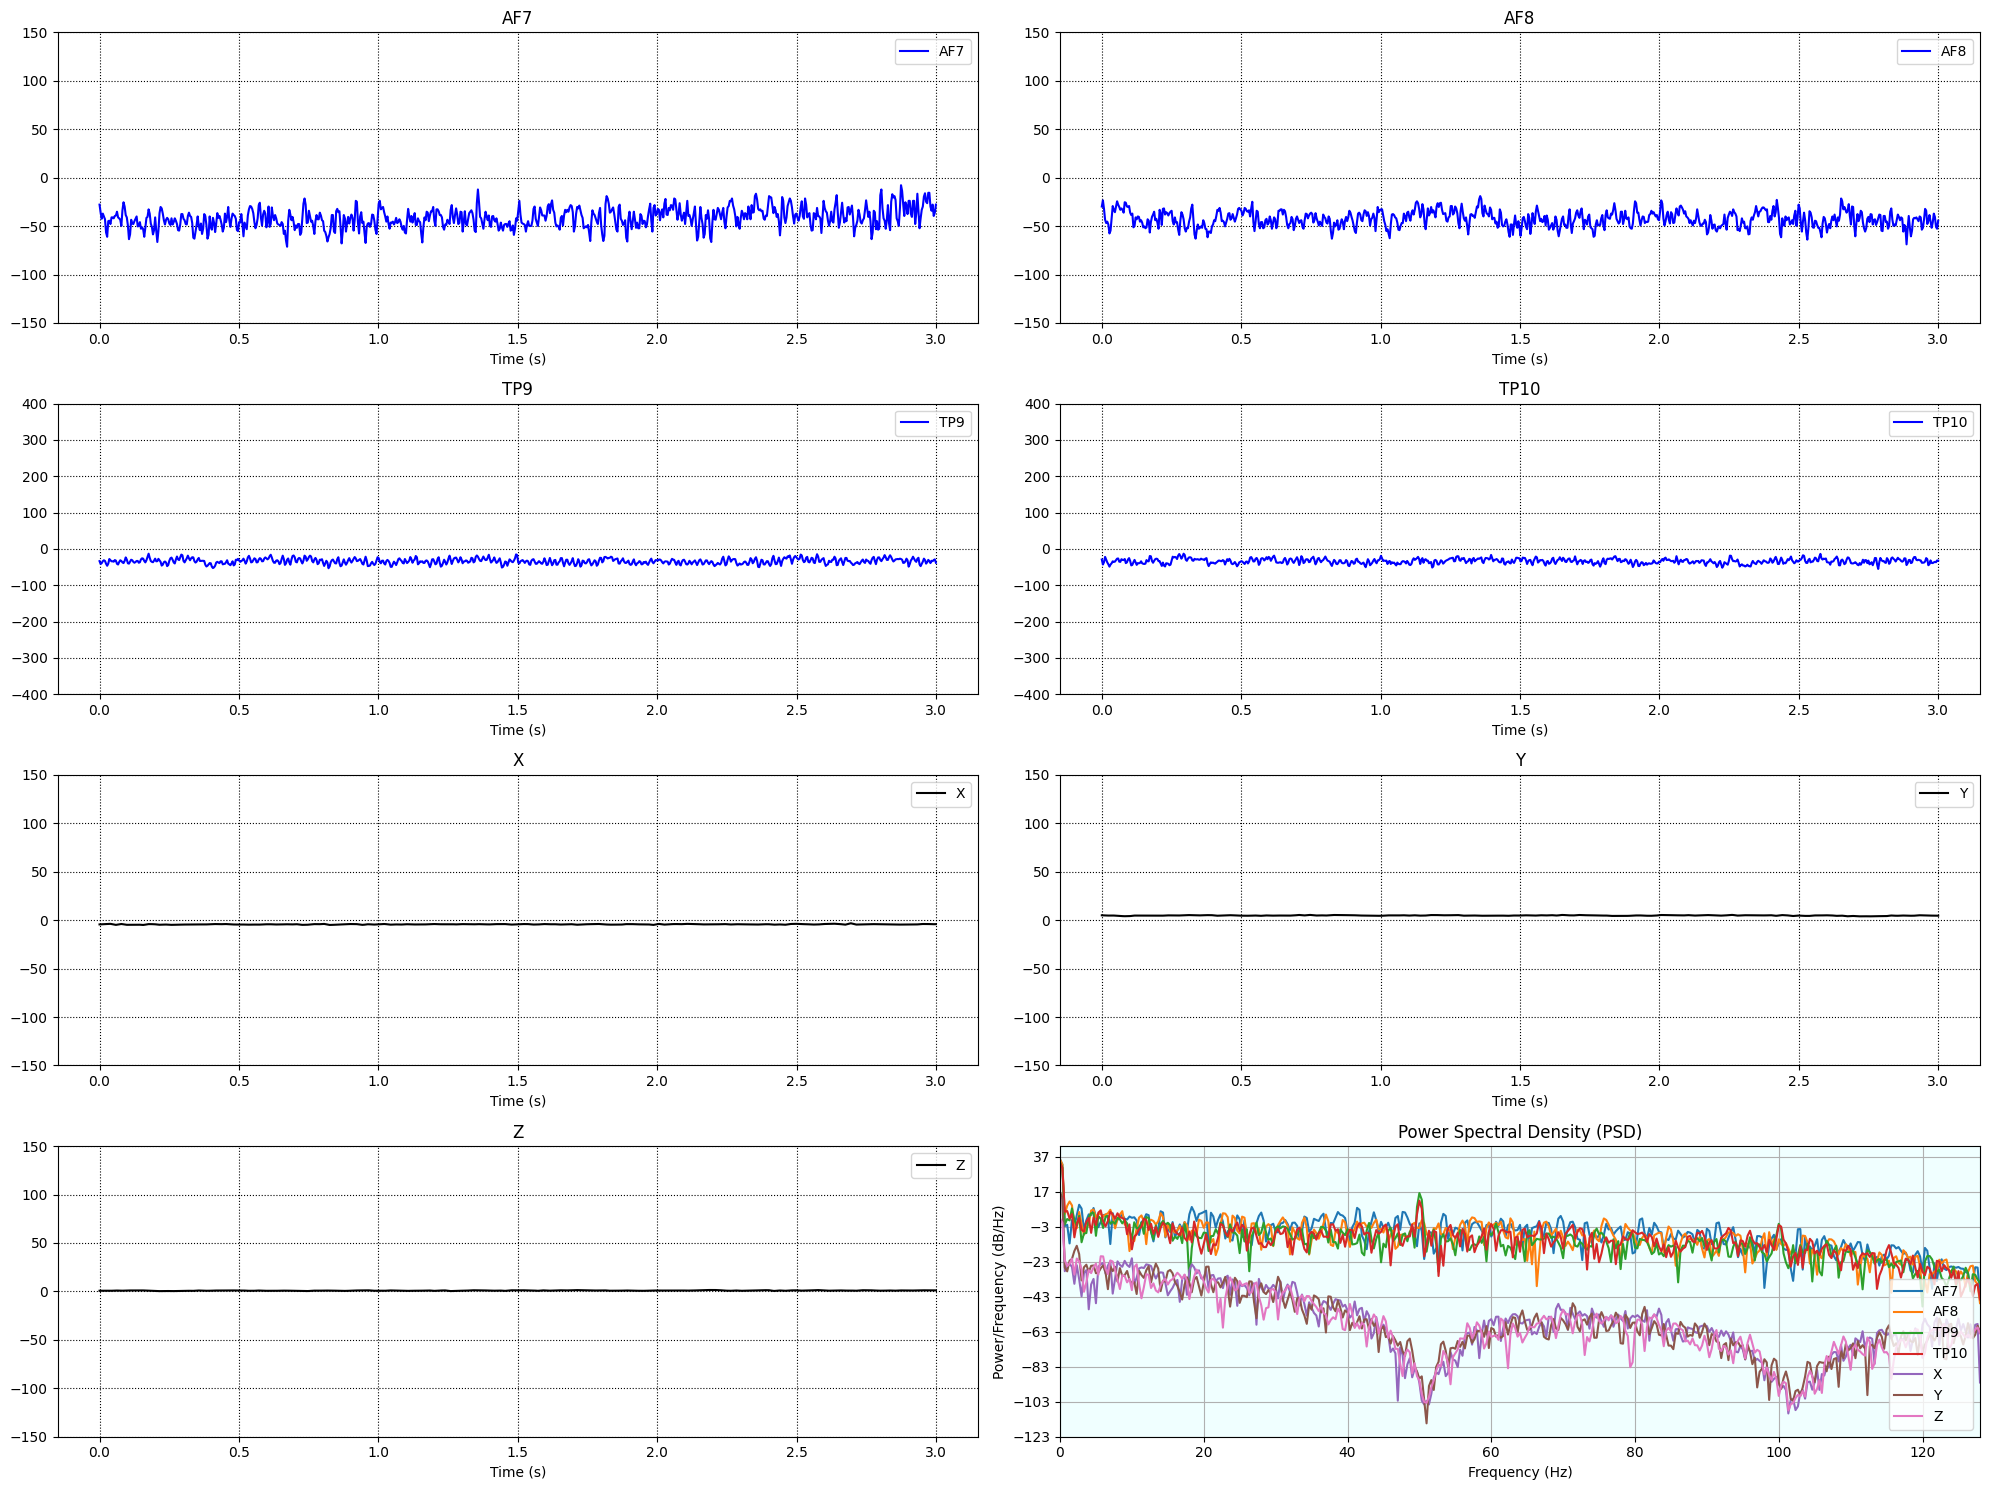 AF7
150
100
50
0
−50
−100
−150
0.0 0.5 1.0 1.5 2.0 2.5 3.0
Time (s)
AF7
AF8
150
100
50
0
−50
−100
−150
0.0 0.5 1.0 1.5 2.0 2.5 3.0
Time (s)
AF8
TP9
400
300
200
100
0
−100
−200
−300
−400
0.0 0.5 1.0 1.5 2.0 2.5 3.0
Time (s)
TP9
TP10
400
300
200
100
0
−100
−200
−300
−400
0.0 0.5 1.0 1.5 2.0 2.5 3.0
Time (s)
TP10
X
150
100
50
0
−50
−100
−150
0.0 0.5 1.0 1.5 2.0 2.5 3.0
Time (s)
X
Y
150
100
50
0
−50
−100
−150
0.0 0.5 1.0 1.5 2.0 2.5 3.0
Time (s)
Y
Z
150
100
50
0
−50
−100
−150
0.0 0.5 1.0 1.5 2.0 2.5 3.0
Time (s)
Z
Power Spectral Density (PSD)
Power/Frequency (dB/Hz)
37
17
−3
−23
−43
−63
−83
−103
−123
0 20 40 60 80 100 120
Frequency (Hz)
AF7
AF8
TP9
TP10
X
Y
Z